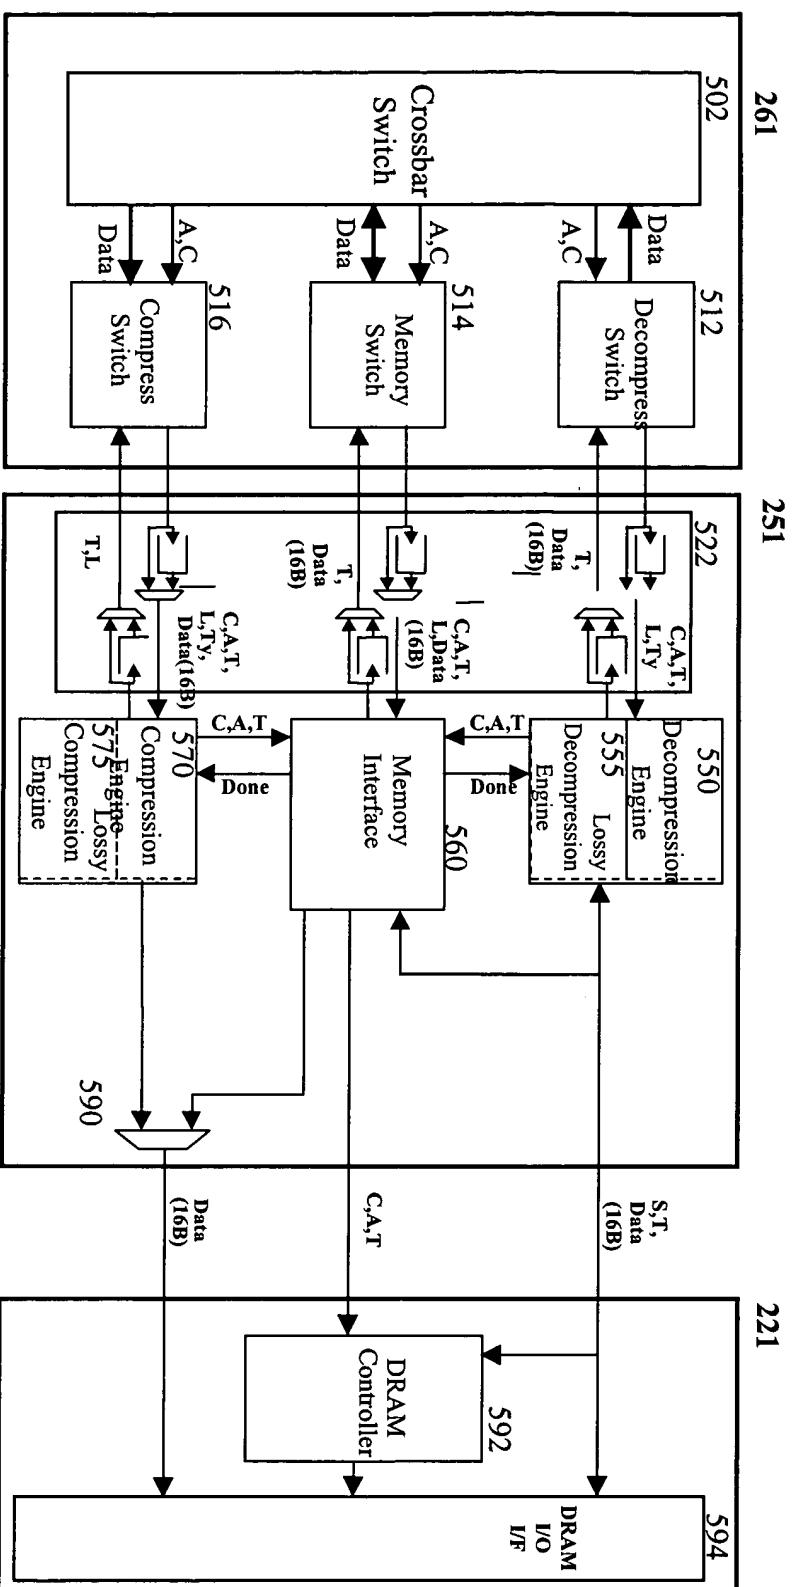 261
502
Crossbar
Switch
Data
A,C
A,C
Data
A,C
Data
512
Decompress
Switch
514
Memory
Switch
516
Compress
Switch
251
522
T,
Data
(16B)
C,A,T,
L,Ty
T,
Data
(16B)
C,A,T,
L,Data
(16B)
T,L
C,A,T,
L,Ty,
Data(16B)
550
Decompression
Engine
555
Lossy
Decompression
Engine
C,A,T
Done
560
Memory
Interface
C,A,T
Done
570
Compression
Engine
575
Lossy
Compression
Engine
590
S,T,
Data
(16B)
C,A,T
Data
(16B)
221
592
DRAM
Controller
594
DRAM
I/O
I/F